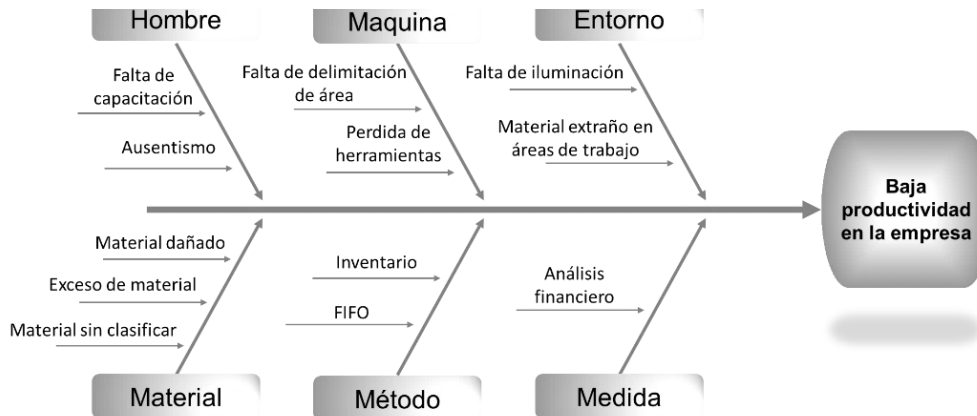 Hombre
Maquina
Entorno
Falta de
capacitación
Ausentismo
Falta de delimitación
de área
Perdida de
herramientas
Falta de iluminación
Material extraño en
áreas de trabajo
Baja
productividad
en la empresa
Material dañado
Exceso de material
Material sin clasificar
Inventario
FIFO
Análisis
financiero
Material
Método
Medida